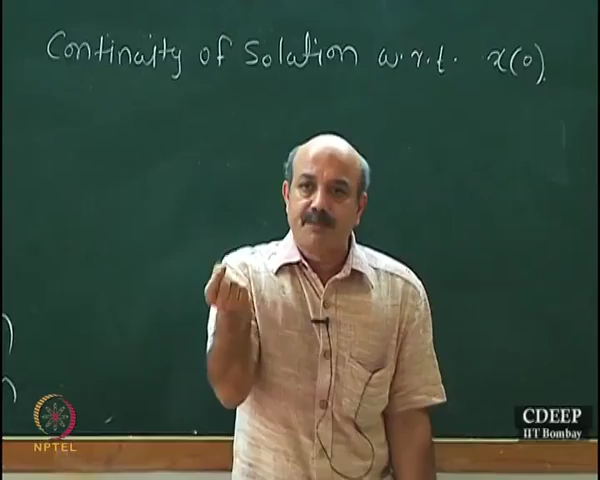 Continuity of Solution w.r.t. x(0)
NPTEL
CDEEP
IIT Bombay